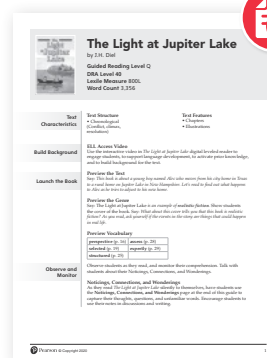 The Light at Jupiter Lake
by J.H. Diel
Guided Reading Level Q
DRA Level 40
Lexile Measure 800L
Word Count 3,356
Text
Characteristics
Text Structure
• Chronological
(Conflict, climax,
resolution)
Text Features
• Chapters
• Illustrations
Build Background
ELL Access Video
Use the interactive video in The Light at Jupiter Lake digital leveled reader to
engage students, to support language development, to activate prior knowledge,
and to build background for the text.
Launch the Book
Preview the Text
Say: This book is about a young boy named Alec who moves from his city home in Texas
to a rural home on Jupiter Lake in New Hampshire. Let's read to find out what happens
to Alec as he tries to adjust to his new home.
Preview the Genre
Say: The Light at Jupiter Lake is an example of realistic fiction. Show students
the cover of the book. Say: What about this cover tells you that this book is realistic
fiction? As you read, ask yourself if the events in the story are things that could happen
in real life.
Preview Vocabulary
perspective (p. 16)
access (p. 20)
selected (p. 19)
expertly (p. 29)
structured (p. 25)
Observe and
Monitor
Observe students as they read, and monitor their comprehension. Talk with
students about their Noticings, Connections, and Wonderings.
Noticings, Connections, and Wonderings
As they read The Light at Jupiter Lake silently to themselves, have students use
the Noticings, Connections, and Wonderings page at the end of this guide to
capture their thoughts, questions, and unfamiliar words. Encourage students to
use their notes in discussions and writing.
Pearson © Copyright 2020
1